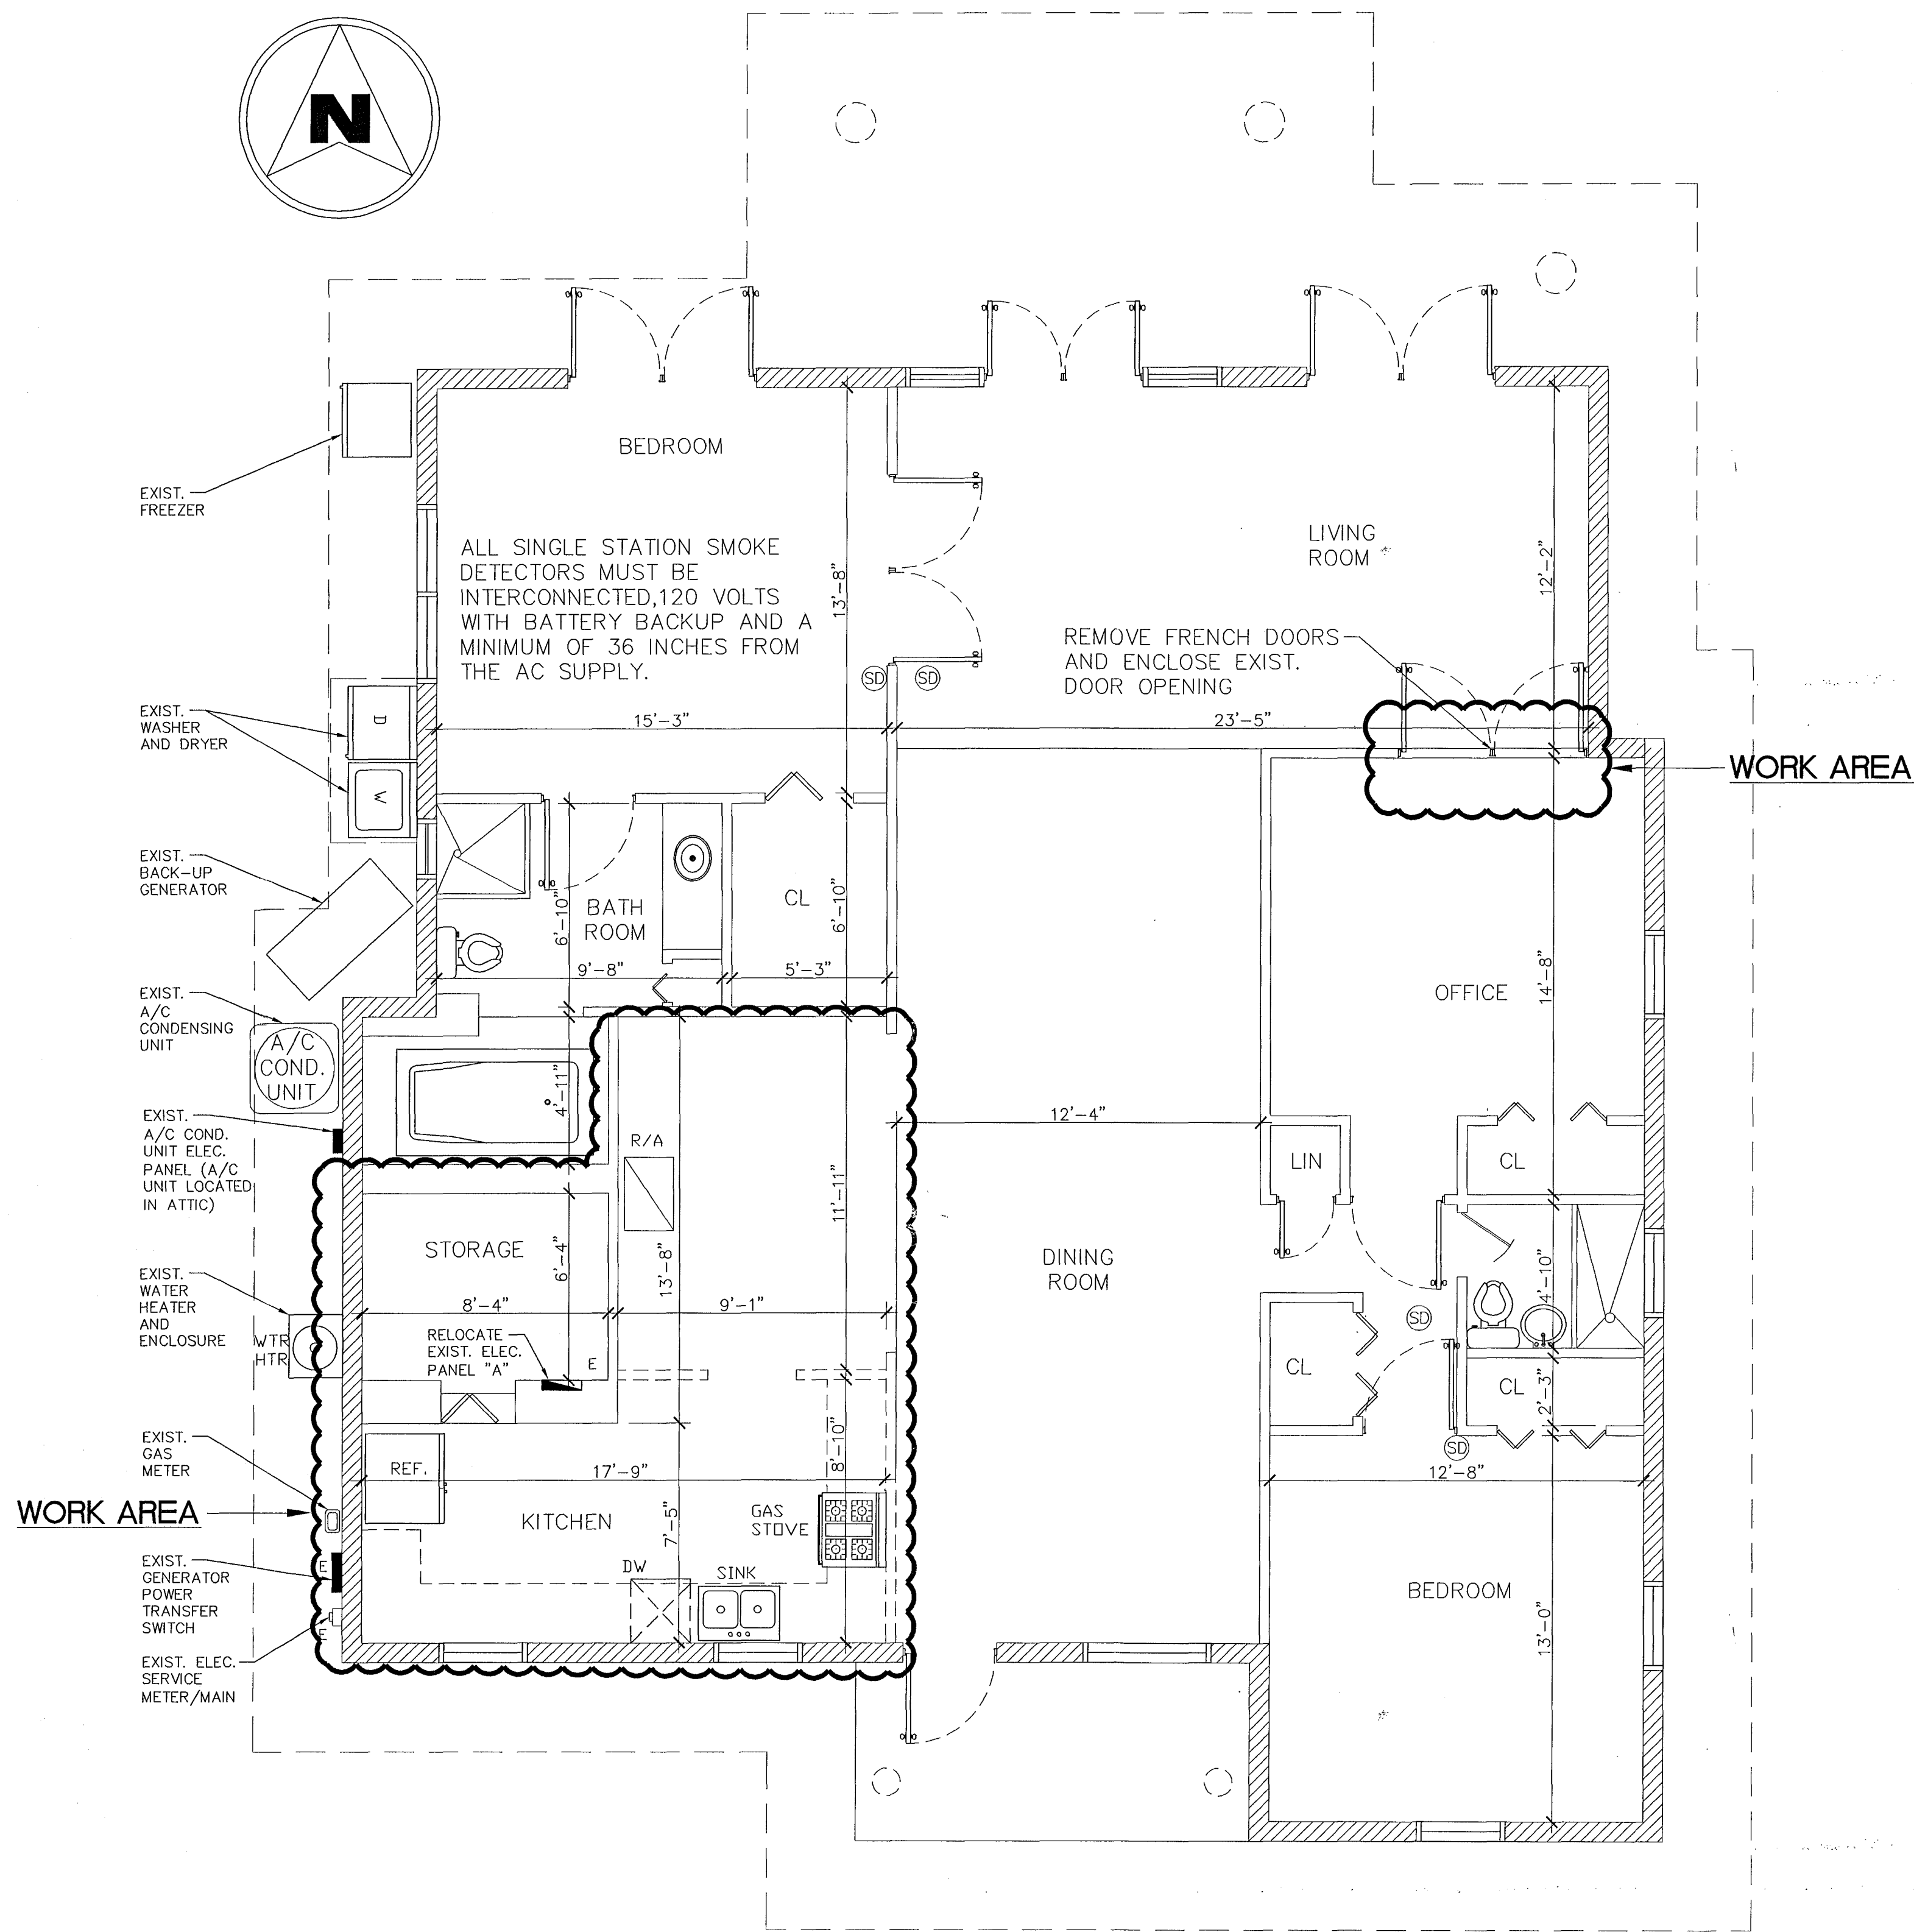 N
BEDROOM
EXIST.
FREEZER
LIVING
ROOM
ALL SINGLE STATION SMOKE
DETECTORS MUST BE
INTERCONNECTED,120 VOLTS
WITH BATTERY BACKUP AND A
MINIMUM OF 36 INCHES FROM
THE AC SUPPLY.
13'-8"
12'-2"
REMOVE FRENCH DOORS
AND ENCLOSE EXIST.
DOOR OPENING
SD
SD
EXIST.
WASHER
AND DRYER
D
W
15'-3"
23'-5"
WORK AREA
EXIST.
BACK-UP
GENERATOR
BATH
ROOM
CL
6'-10"
6'-10"
9'-8"
5'-3"
OFFICE
14'-8"
EXIST.
A/C
CONDENSING
UNIT
A/C
COND.
UNIT
4'-11"
EXIST.
A/C COND.
UNIT ELEC.
PANEL (A/C
UNIT LOCATED
IN ATTIC)
R/A
12'-4"
LIN
CL
11'-11"
STORAGE
6'-4"
13'-8"
DINING
ROOM
4'-10"
EXIST.
WATER
HEATER
AND
ENCLOSURE
WTR
HTR
8'-4"
9'-1"
SD
RELOCATE
EXIST. ELEC.
PANEL "A"
E
CL
CL
2'-3"
EXIST.
GAS
METER
REF.
17'-9"
8'-10"
SD
12'-8"
WORK AREA
KITCHEN
7'-5"
GAS
STOVE
DW
SINK
EXIST.
GENERATOR
POWER
TRANSFER
SWITCH
E
E
BEDROOM
13'-0"
EXIST. ELEC.
SERVICE
METER/MAIN